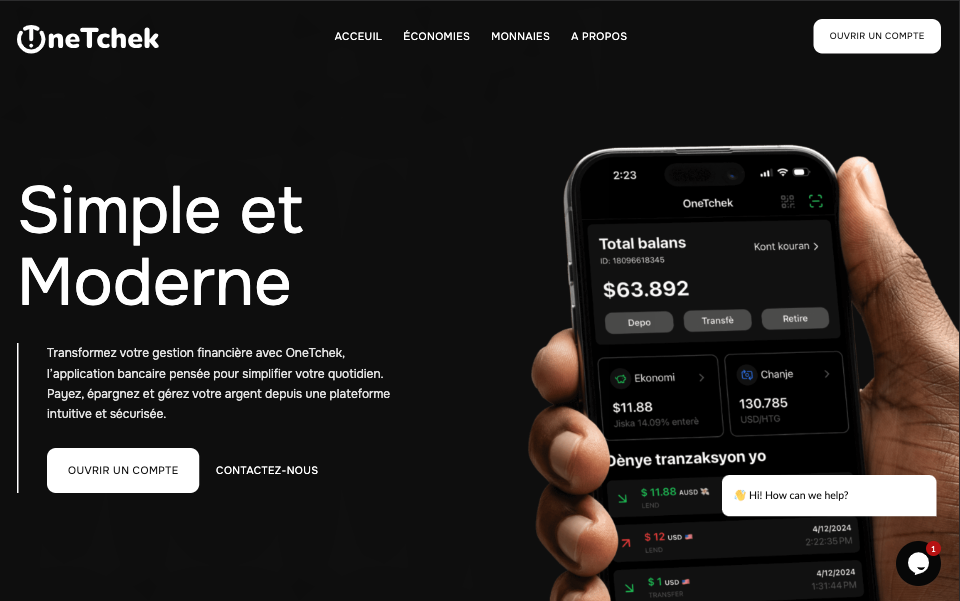 OneTchek
ACCEUIL
ÉCONOMIES
MONNAIES
A PROPOS
OUVRIR UN COMPTE
Simple et
Moderne
Transformez votre gestion financière avec OneTchek,
l'application bancaire pensée pour simplifier votre quotidien.
Payez, épargnez et gérez votre argent depuis une plateforme
intuitive et sécurisée.
OUVRIR UN COMPTE
CONTACTEZ-NOUS
2:23
OneTchek
Total balans
Kont kouran
ID: 18096618345
$63.892
Depo
Transfè
Retire
Ekonomi
$11.88
Jiska 14.09% enterè
Chanje
130.785
USD/HTG
Dènye tranzaksyon yo
$ 11.88 AUSD
LEND
$ 12 USD
LEND
4/12/2024
2:22:35 PM
$ 1 USD
TRANSFER
4/12/2024
1:31:44 PM
👋 Hi! How can we help?
1